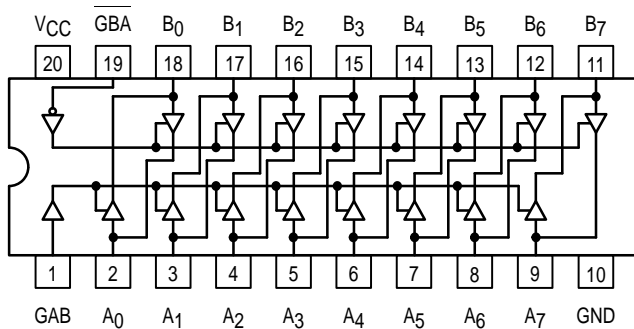 VCC GBA B0 B1 B2 B3 B4 B5 B6 B7
20 19 18 17 16 15 14 13 12 11
1 2 3 4 5 6 7 8 9 10
GAB A0 A1 A2 A3 A4 A5 A6 A7 GND